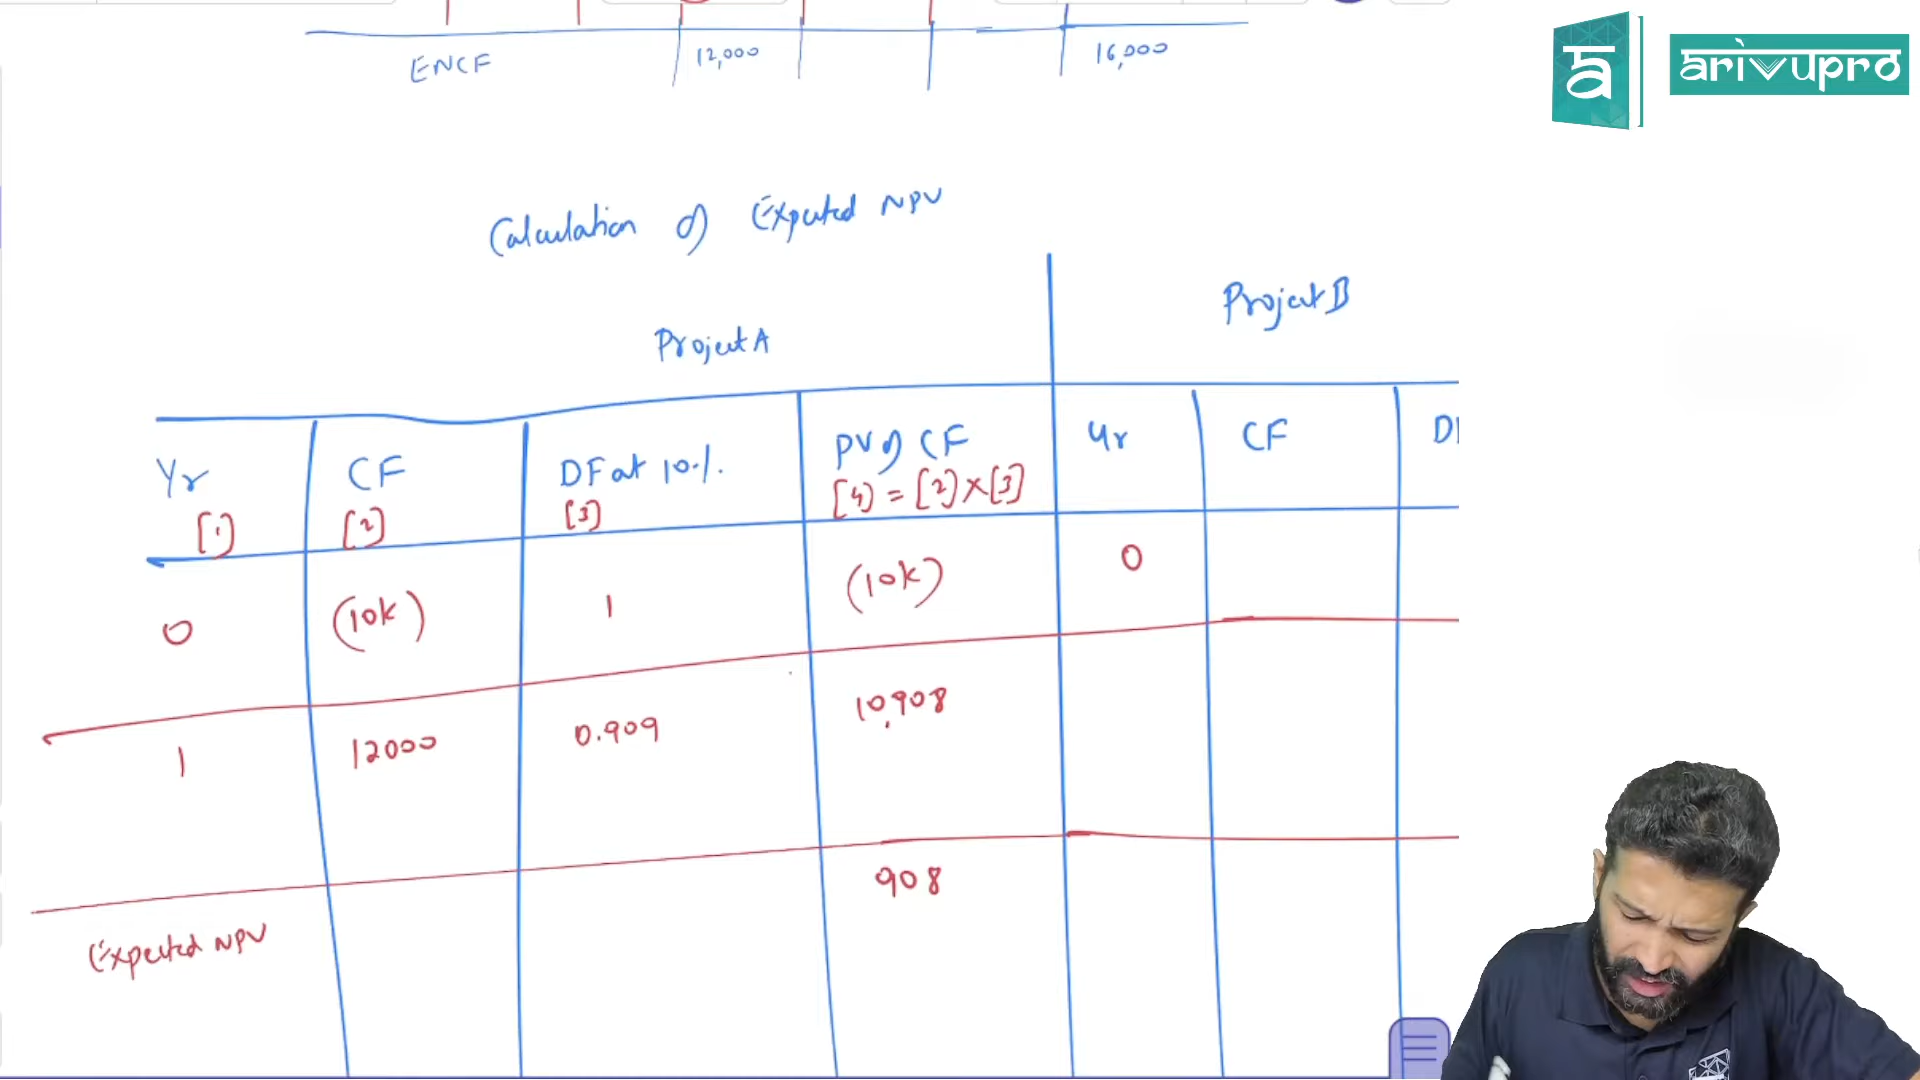 ENCF 12,000 16,000
arivupro
Calculation of Expected NPV
Project A Project B
Yr CF DF at 10.%. PV of CF Yr CF
[1] [2] [3] [4] = [2]×[3]
0 (10k) 1 (10k) 0
1 12000 0.909 10,908
Expected NPV 908